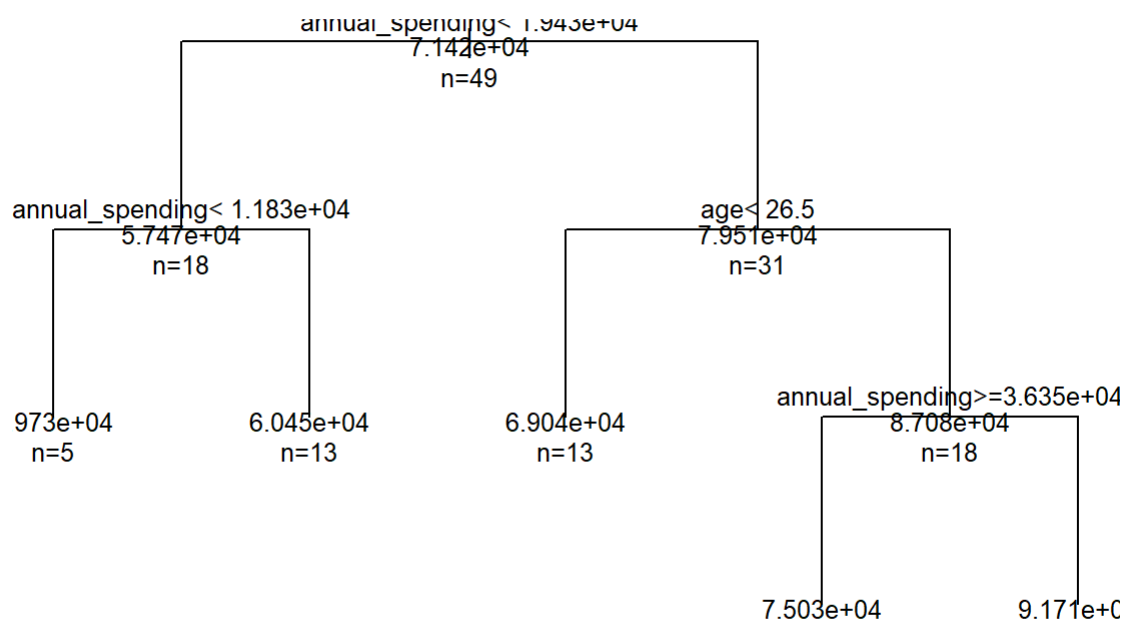 annual_spending< 1.943e+04
7.142e+04
n=49
annual_spending< 1.183e+04
5.747e+04
n=18
age< 26.5
7.951e+04
n=31
973e+04
n=5
6.045e+04
n=13
6.904e+04
n=13
annual_spending>=3.635e+04
8.708e+04
n=18
7.503e+04
9.171e+0